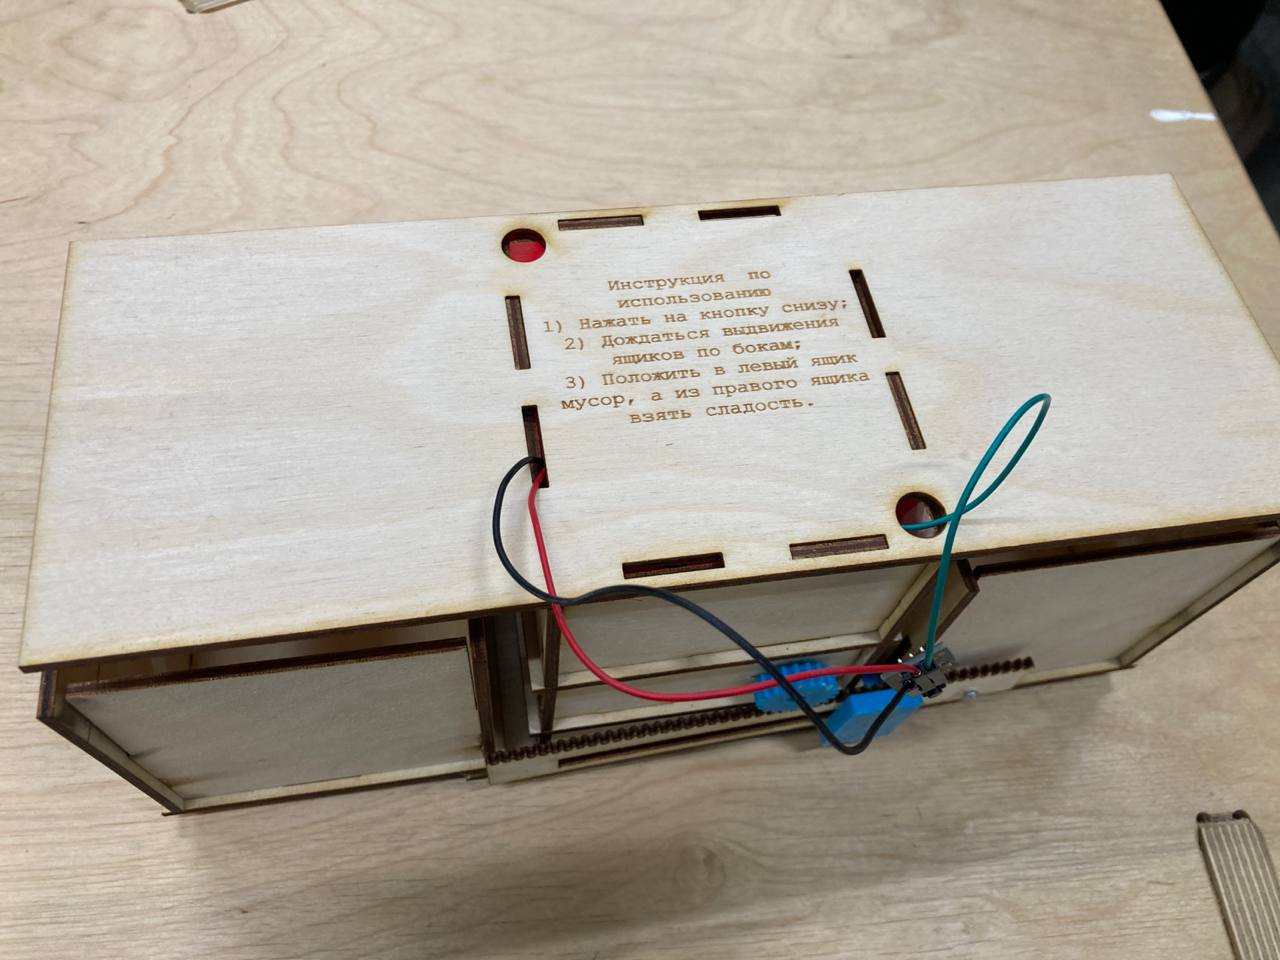 Инструкция по
использованию
1) Нажать на кнопку снизу;
2) Дождаться выдвижения
ящиков по бокам;
3) Положить в левый ящик
мусор, а из правого ящика
взять сладость.